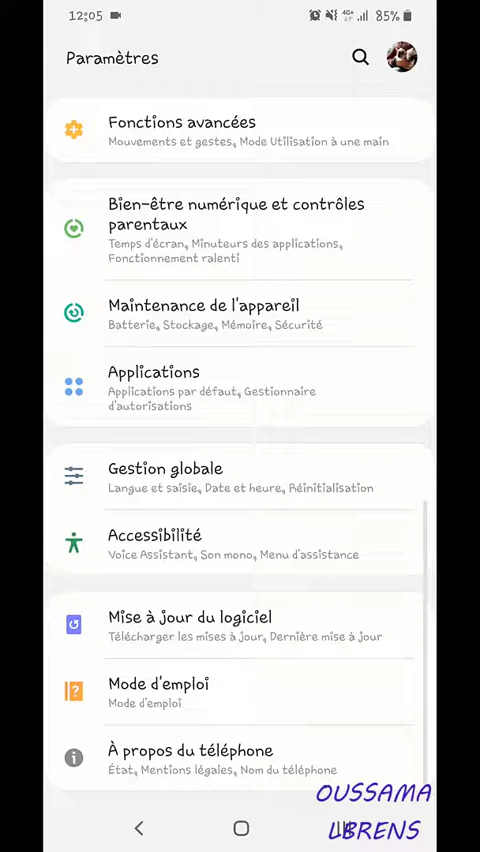 12:05 4G+ 85%
Paramètres
Fonctions avancées
Mouvements et gestes, Mode Utilisation à une main
Bien-être numérique et contrôles
parentaux
Temps d'écran, Minuteurs des applications,
Fonctionnement ralenti
Maintenance de l'appareil
Batterie, Stockage, Mémoire, Sécurité
Applications
Applications par défaut, Gestionnaire
d'autorisations
Gestion globale
Langue et saisie, Date et heure, Réinitialisation
Accessibilité
Voice Assistant, Son mono, Menu d'assistance
Mise à jour du logiciel
Télécharger les mises à jour, Dernière mise à jour
Mode d'emploi
Mode d'emploi
À propos du téléphone
État, Mentions légales, Nom du téléphone
OUSSAMA